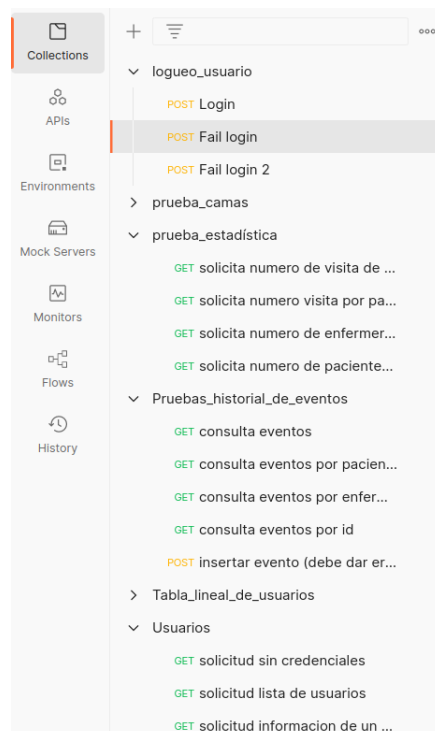 Collections
APIs
Environments
Mock Servers
Monitors
Flows
History
logueo_usuario
POST Login
POST Fail login
POST Fail login 2
prueba_camas
prueba_estadística
GET solicita numero de visita de ...
GET solicita numero visita por pa...
GET solicita numero de enfermer...
GET solicita numero de paciente...
Pruebas_historial_de_eventos
GET consulta eventos
GET consulta eventos por pacien...
GET consulta eventos por enfer...
GET consulta eventos por id
POST insertar evento (debe dar er...
Tabla_lineal_de_usuarios
Usuarios
GET solicitud sin credenciales
GET solicitud lista de usuarios
GET solicitud informacion de un ...